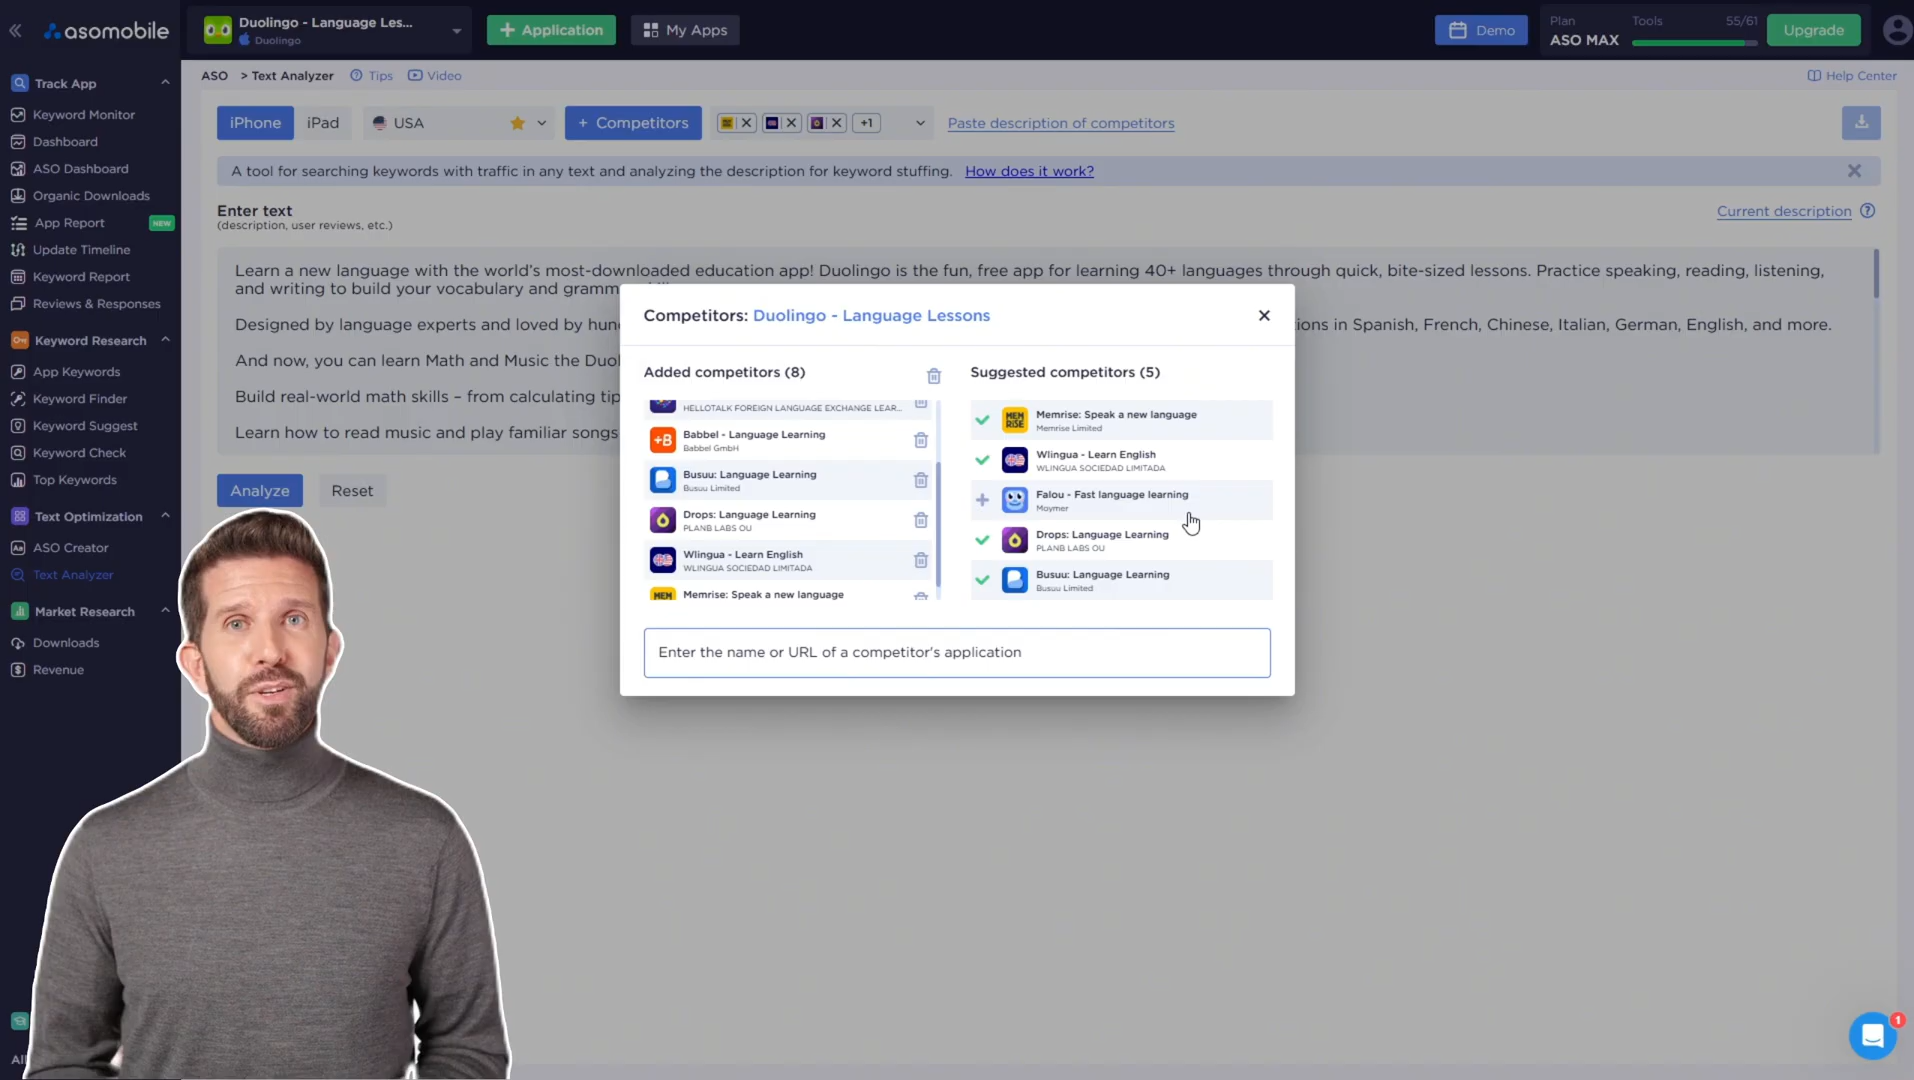 asomobile
Duolingo - Language Les...
Duolingo
+ Application
My Apps
Demo
Plan
ASO MAX
Tools
55/61
Upgrade
ASO > Text Analyzer
Tips
Video
Help Center
Track App
Keyword Monitor
Dashboard
ASO Dashboard
Organic Downloads
App Report
NEW
Update Timeline
Keyword Report
Reviews & Responses
Keyword Research
App Keywords
Keyword Finder
Keyword Suggest
Keyword Check
Top Keywords
Text Optimization
ASO Creator
Text Analyzer
Market Research
Downloads
Revenue
iPhone
iPad
USA
+ Competitors
+1
Paste description of competitors
A tool for searching keywords with traffic in any text and analyzing the description for keyword stuffing. How does it work?
Enter text
(description, user reviews, etc.)
Current description
Learn a new language with the world's most-downloaded education app! Duolingo is the fun, free app for learning 40+ languages through quick, bite-sized lessons. Practice speaking, reading, listening,
and writing to build your vocabulary and gramm
Designed by language experts and loved by hun
ions in Spanish, French, Chinese, Italian, German, English, and more.
And now, you can learn Math and Music the Duol
Build real-world math skills – from calculating tip
Learn how to read music and play familiar songs
Analyze
Reset
Competitors: Duolingo - Language Lessons
Added competitors (8)
HELLOTALK FOREIGN LANGUAGE EXCHANGE LEAR...
+B
Babbel - Language Learning
Babbel GmbH
Busuu: Language Learning
Busuu Limited
Drops: Language Learning
PLANB LABS OU
Wlingua - Learn English
WLINGUA SOCIEDAD LIMITADA
MEM
Memrise: Speak a new language
Suggested competitors (5)
MEM
RISE
Memrise: Speak a new language
Memrise Limited
Wlingua - Learn English
WLINGUA SOCIEDAD LIMITADA
Falou - Fast language learning
Moymer
Drops: Language Learning
PLANB LABS OU
Busuu: Language Learning
Busuu Limited
Enter the name or URL of a competitor's application
All
1